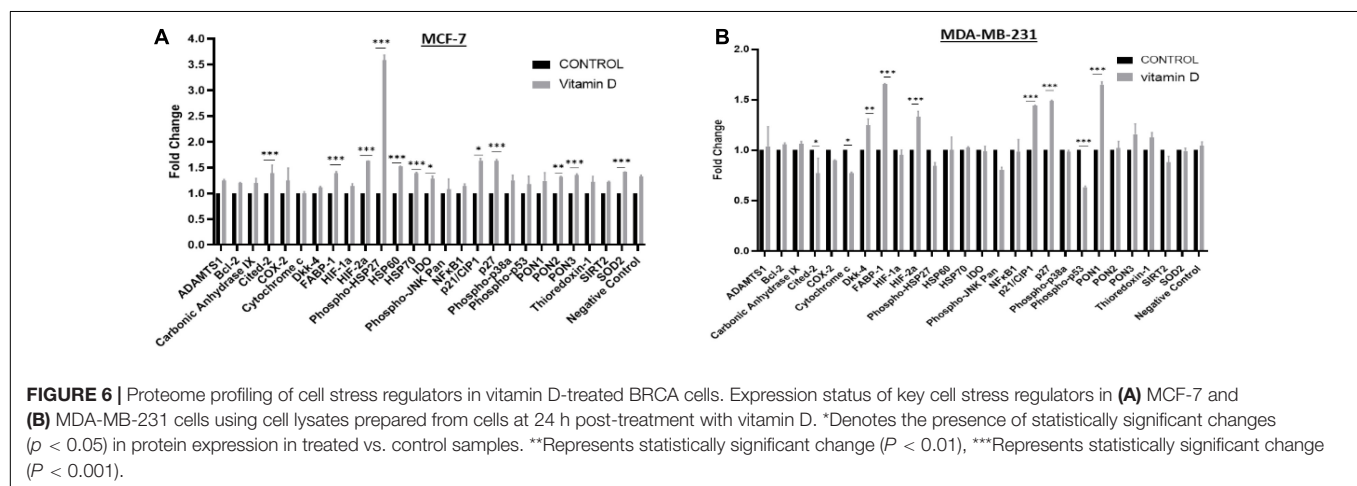 A
MCF-7
4.0
3.5
3.0
2.5
2.0
1.5
1.0
0.5
0.0
Fold Change
CONTROL
Vitamin D
***
***
***
***
***
***
*
*
***
**
***
***
ADAMTS1
Bcl-2
Carbonic Anhydrase IX
Cited-2
COX-2
Cytochrome c
Dkk-4
FABP-1
HIF-1a
HIF-2a
Phospho-HSP27
HSP60
HSP70
IDO
Phospho-JNK Pan
NFκB1
p21/CIP1
p27
Phospho-p38a
Phospho-p53
PON1
PON2
PON3
Thioredoxin-1
SIRT2
SOD2
Negative Control
B
MDA-MB-231
2.0
1.5
1.0
0.5
0.0
Fold Change
CONTROL
vitamin D
*
*
**
***
***
***
***
***
***
ADAMTS1
Bcl-2
Carbonic Anhydrase IX
Cited-2
COX-2
Cytochrome c
Dkk-4
FABP-1
HIF-1a
HIF-2a
Phospho-HSP27
HSP60
HSP70
IDO
Phospho-JNK Pan
NFκB1
p21/CIP1
p27
Phospho-p38a
Phospho-p53
PON1
PON2
PON3
Thioredoxin-1
SIRT2
SOD2
Negative Control
FIGURE 6 | Proteome profiling of cell stress regulators in vitamin D-treated BRCA cells. Expression status of key cell stress regulators in (A) MCF-7 and
(B) MDA-MB-231 cells using cell lysates prepared from cells at 24 h post-treatment with vitamin D. *Denotes the presence of statistically significant changes
(p < 0.05) in protein expression in treated vs. control samples. **Represents statistically significant change (P < 0.01), ***Represents statistically significant change
(P < 0.001).